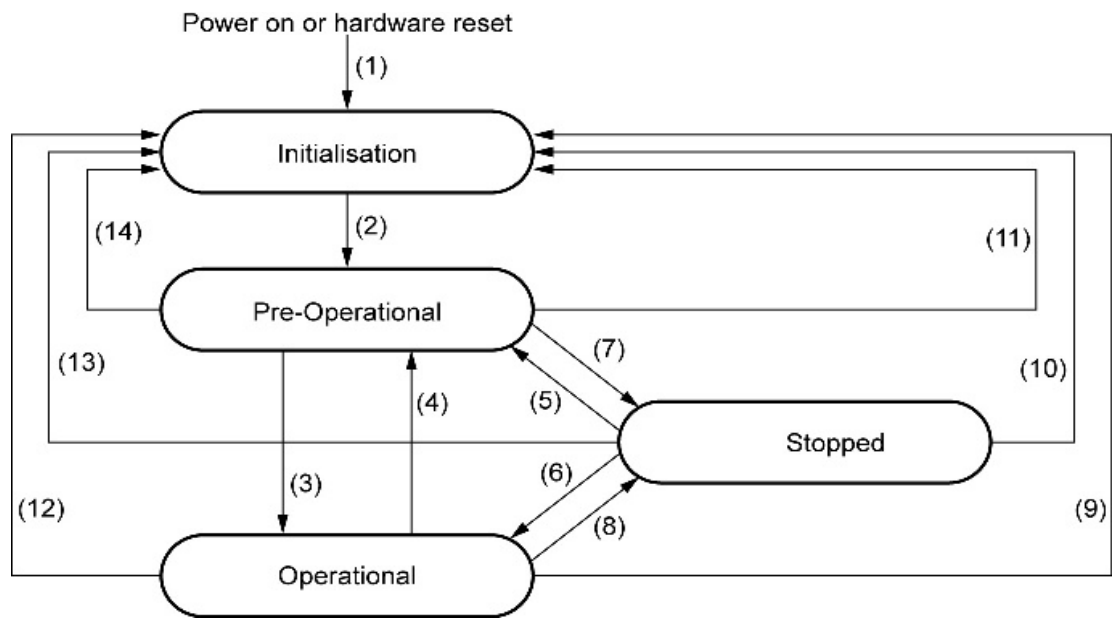 Power on or hardware reset
(1)
Initialisation
(2)
(14)
(11)
Pre-Operational
(7)
(13)
(10)
(4)
(5)
Stopped
(3)
(6)
(12)
(8)
(9)
Operational